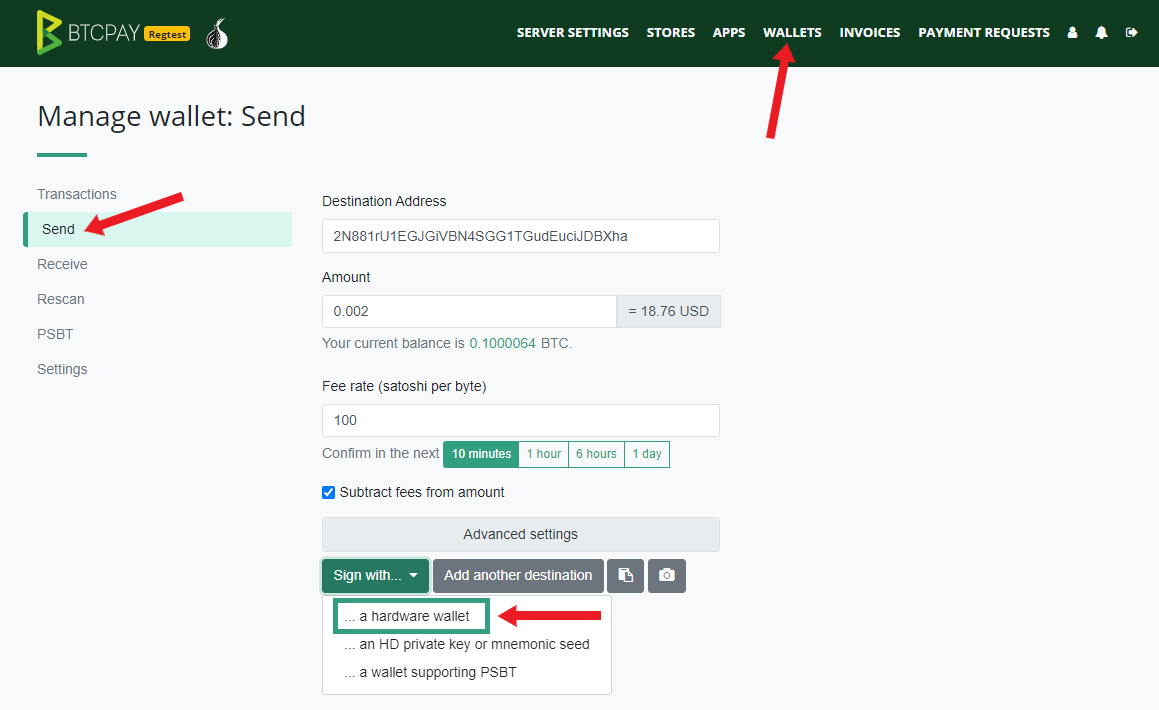 BTCPAY Regtest
SERVER SETTINGS STORES APPS WALLETS INVOICES PAYMENT REQUESTS
Manage wallet: Send
Transactions
Send
Receive
Rescan
PSBT
Settings
Destination Address
2N881rU1EGJGiVBN4SGG1TGudEuciJDBXha
Amount
0.002 = 18.76 USD
Your current balance is 0.1000064 BTC.
Fee rate (satoshi per byte)
100
Confirm in the next 10 minutes 1 hour 6 hours 1 day
Subtract fees from amount
Advanced settings
Sign with... Add another destination
... a hardware wallet
... an HD private key or mnemonic seed
... a wallet supporting PSBT